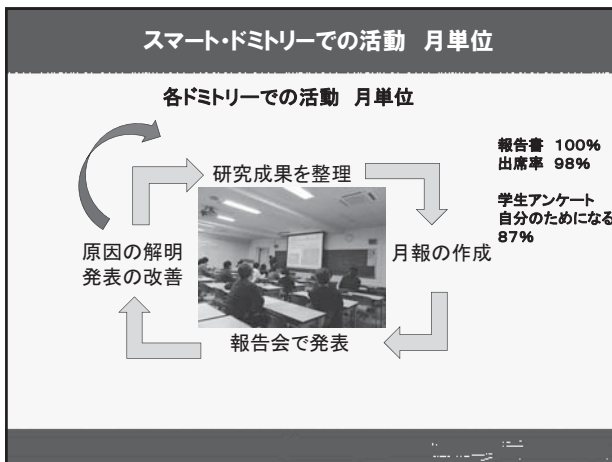 スマート・ドミトリーでの活動　月単位
各ドミトリーでの活動　月単位
報告書　100%
出席率　98%
学生アンケート
自分のためになる
87%
研究成果を整理
月報の作成
報告会で発表
原因の解明
発表の改善